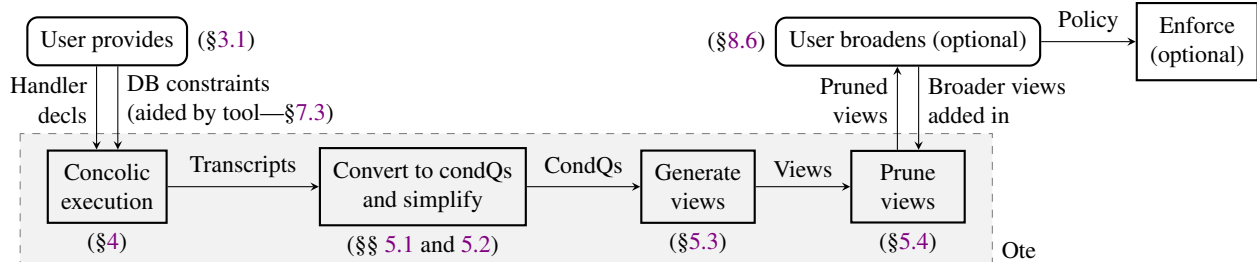 User provides
(§3.1)
(§8.6)
User broadens (optional)
Policy
Enforce
(optional)
Handler
decls
DB constraints
(aided by tool—§7.3)
Pruned
views
Broader views
added in
Concolic
execution
Transcripts
Convert to condQs
and simplify
CondQs
Generate
views
Views
Prune
views
(§4)
(§§ 5.1 and 5.2)
(§5.3)
(§5.4)
Ote